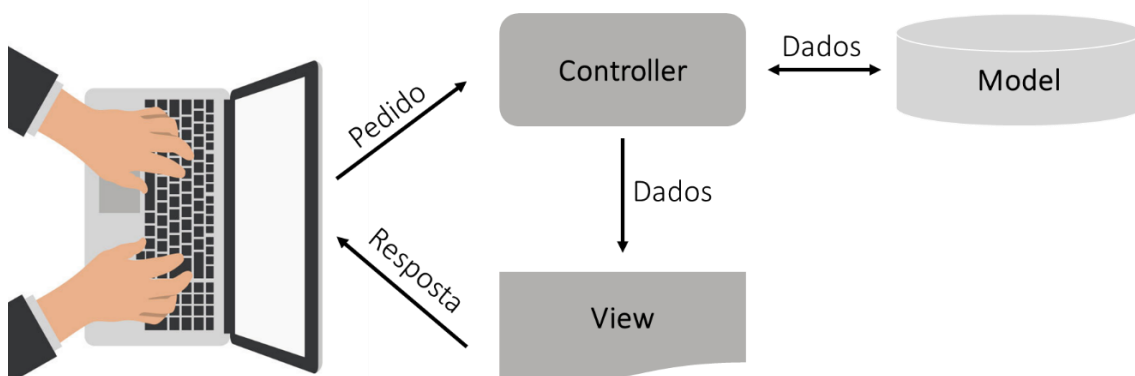 Pedido
Controller
Dados
Model
Dados
Resposta
View